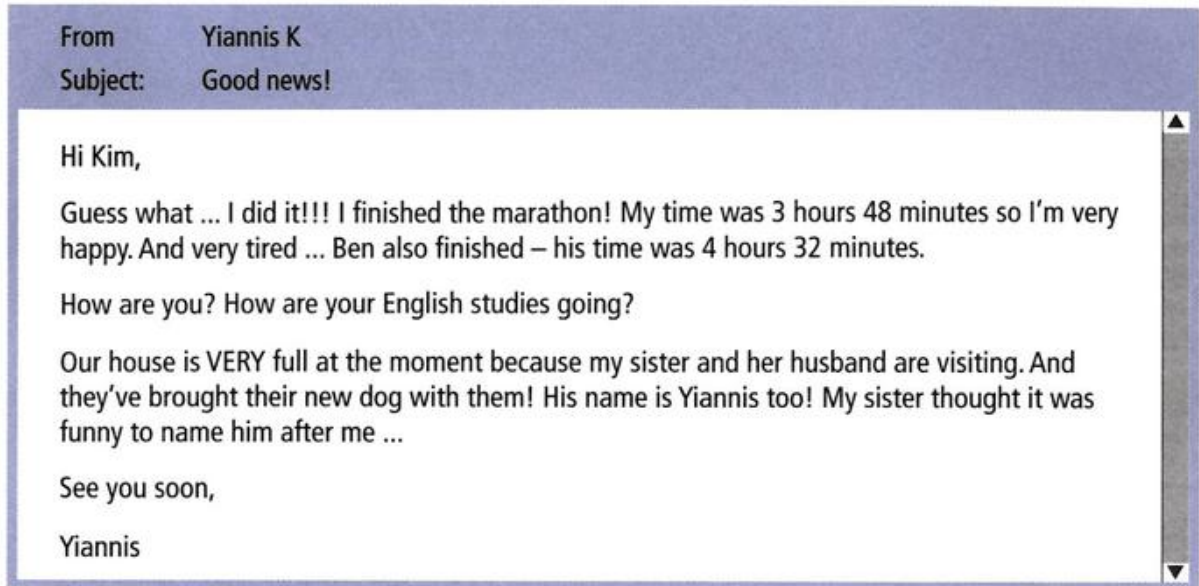 From Yiannis K
Subject: Good news!
Hi Kim,
Guess what ... I did it!!! I finished the marathon! My time was 3 hours 48 minutes so I'm very
happy. And very tired ... Ben also finished – his time was 4 hours 32 minutes.
How are you? How are your English studies going?
Our house is VERY full at the moment because my sister and her husband are visiting. And
they've brought their new dog with them! His name is Yiannis too! My sister thought it was
funny to name him after me ...
See you soon,
Yiannis